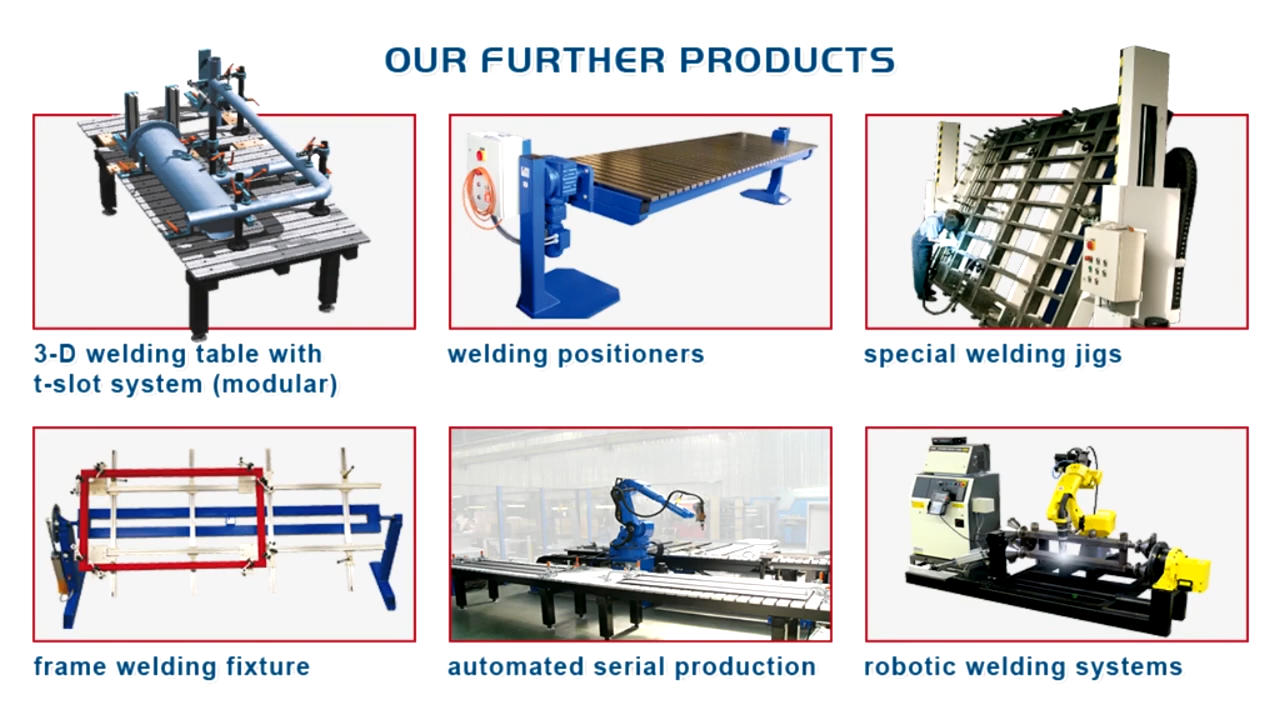 OUR FURTHER PRODUCTS
3-D welding table with
t-slot system (modular)
welding positioners
special welding jigs
frame welding fixture
automated serial production
robotic welding systems